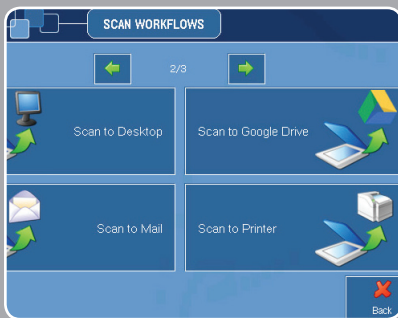 SCAN WORKFLOWS
2/3
Scan to Desktop
Scan to Google Drive
Scan to Mail
Scan to Printer
Back